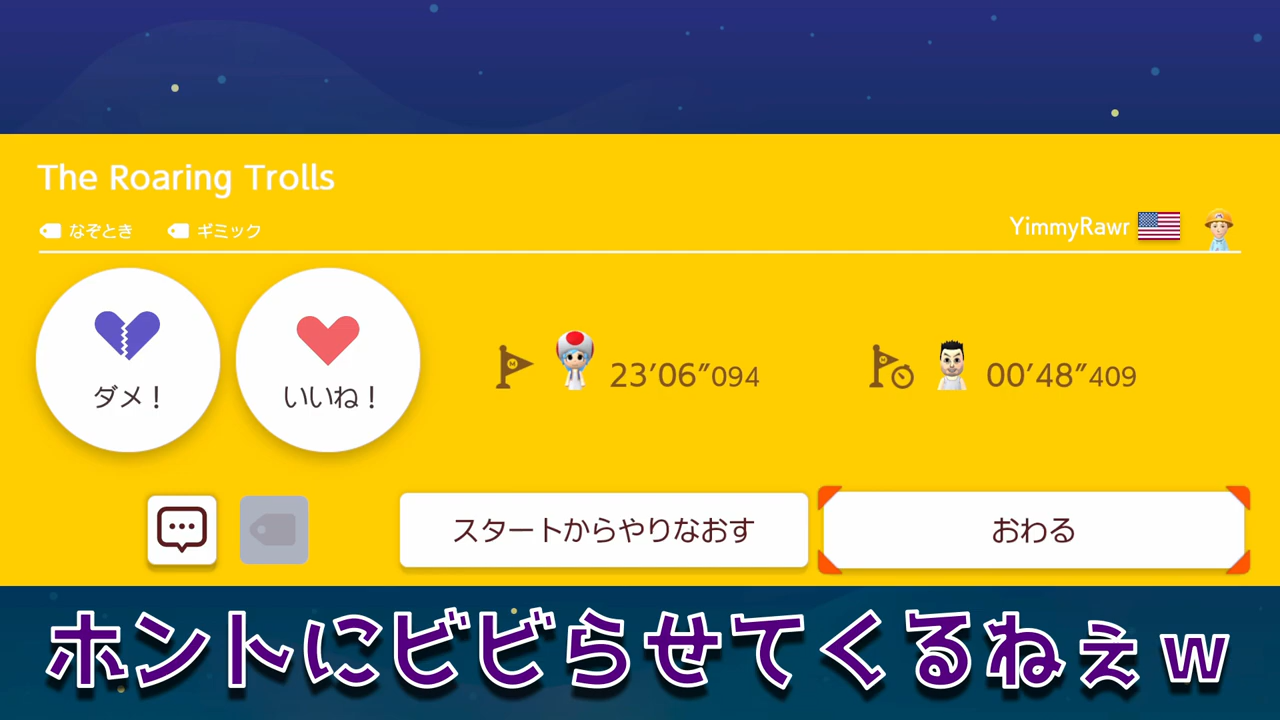 The Roaring Trolls
なぞとき ギミック
YimmyRawr
ダメ！
いいね！
M
23′06″094
M
00′48″409
スタートからやりなおす
おわる
ホントにビビらせてくるねぇｗ